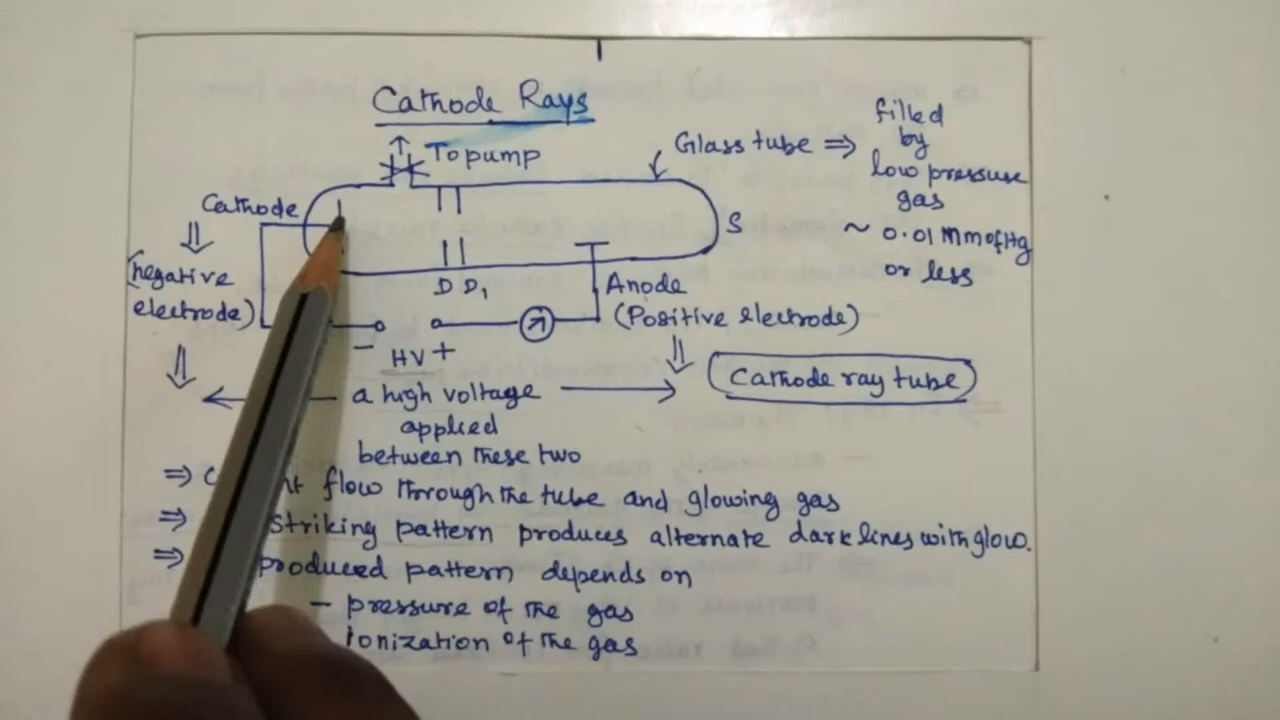 Cathode Rays
To pump
Glass tube ⇒ filled
by
low pressure
gas
~ 0.01 mm of Hg
or less
Cathode
⇓
(negative
electrode)
⇓
S
D D₁
Anode
(Positive electrode)
⇓
− HV +
Cathode ray tube
← a high voltage →
applied
between these two
⇒ flow through the tube and glowing gas
⇒ striking pattern produces alternate dark lines with glow.
⇒ produced pattern depends on
– pressure of the gas
ionization of the gas